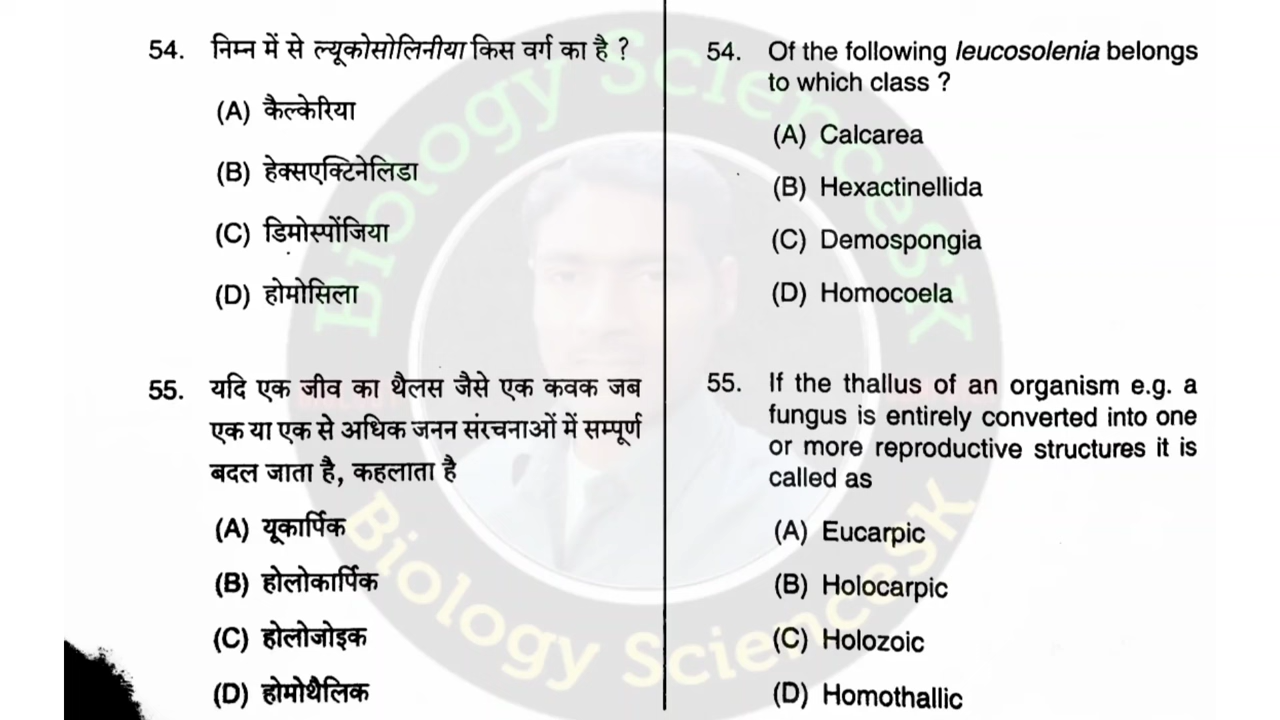 54. निम्न में से ल्यूकोसोलिनीया किस वर्ग का है ?
(A) कैल्केरिया
(B) हेक्सएक्टिनेलिडा
(C) डिमोस्पोंजिया
(D) होमोसिला
55. यदि एक जीव का थैलस जैसे एक कवक जब
एक या एक से अधिक जनन संरचनाओं में सम्पूर्ण
बदल जाता है, कहलाता है
(A) यूकार्पिक
(B) होलोकार्पिक
(C) होलोजोइक
(D) होमोथैलिक
54. Of the following leucosolenia belongs
to which class ?
(A) Calcarea
(B) Hexactinellida
(C) Demospongia
(D) Homocoela
55. If the thallus of an organism e.g. a
fungus is entirely converted into one
or more reproductive structures it is
called as
(A) Eucarpic
(B) Holocarpic
(C) Holozoic
(D) Homothallic
Biology ScienceSK
Biology ScienceSK